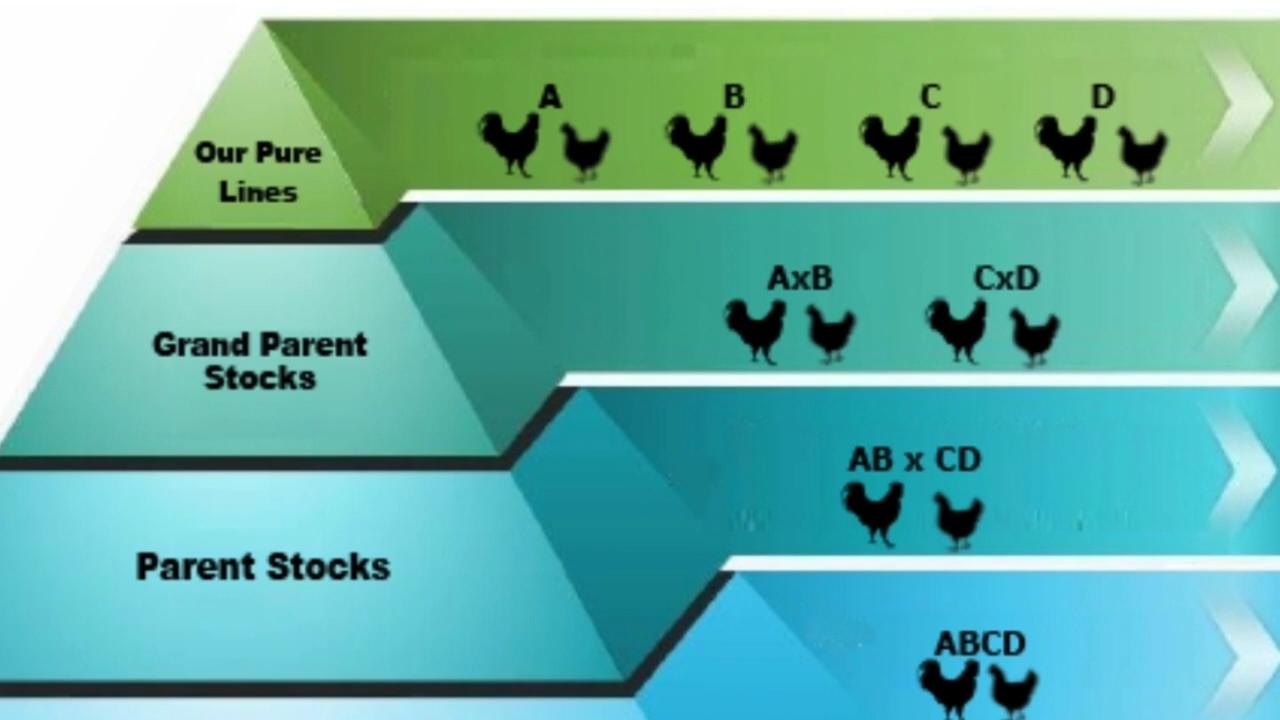 A B C D
Our Pure
Lines
AxB CxD
Grand Parent
Stocks
AB x CD
Parent Stocks
ABCD